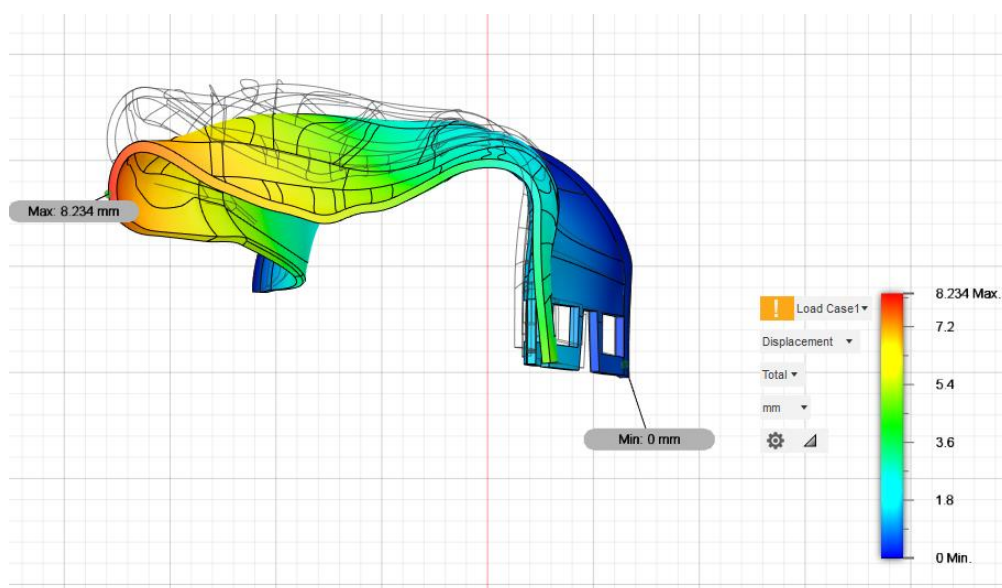 Max: 8.234 mm
Min: 0 mm
! Load Case1
Displacement
Total
mm
8.234 Max.
7.2
5.4
3.6
1.8
0 Min.